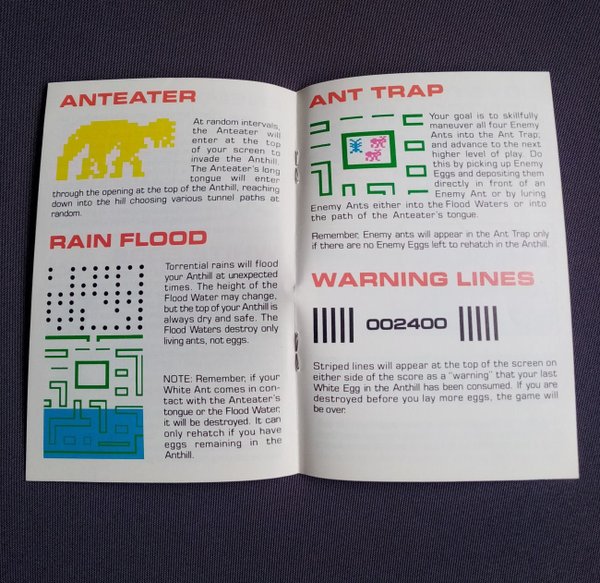 ANTEATER
At random intervals,
the Anteater will
enter at the top
of your screen to
invade the Anthill.
The Anteater's long
tongue will enter
through the opening at the top of the Anthill, reaching
down into the hill choosing various tunnel paths at
random.
RAIN FLOOD
Torrential rains will flood
your Anthill at unexpected
times. The height of the
Flood Water may change,
but the top of your Anthill is
always dry and safe. The
Flood Waters destroy only
living ants, not eggs.
NOTE: Remember, if your
White Ant comes in con-
tact with the Anteater's
tongue or the Flood Water,
it will be destroyed. It can
only rehatch if you have
eggs remaining in the
Anthill.
ANT TRAP
Your goal is to skillfully
maneuver all four Enemy
Ants into the Ant Trap;
and advance to the next
higher level of play. Do
this by picking up Enemy
Eggs and depositing them
directly in front of an
Enemy Ant or by luring
Enemy Ants either into the Flood Waters or into
the path of the Anteater's tongue.
Remember, Enemy ants will appear in the Ant Trap only
if there are no Enemy Eggs left to rehatch in the Anthill.
WARNING LINES
002400
Striped lines will appear at the top of the screen on
either side of the score as a "warning" that your last
White Egg in the Anthill has been consumed. If you are
destroyed before you lay more eggs, the game will
be over.